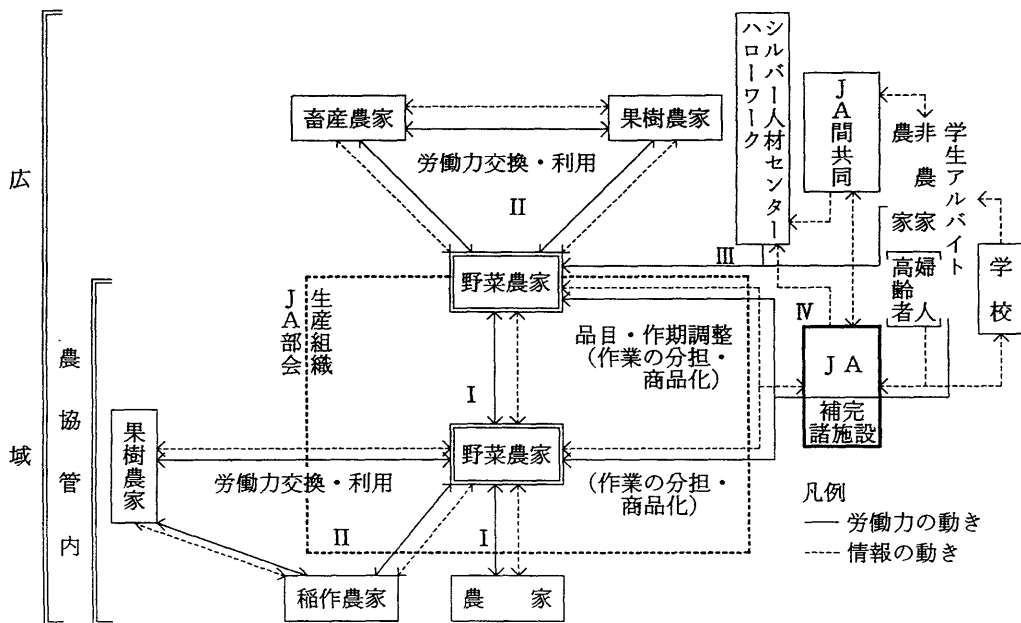 広域
農協管内
畜産農家
果樹農家
労働力交換・利用
II
シルバー人材センター
ハローワーク
JA間共同
学生アルバイト
非農家
農家
婦人
高齢者
学校
III
IV
野菜農家
生産組織
JA部会
品目・作期調整
(作業の分担・
商品化)
JA
補完
諸施設
I
果樹農家
労働力交換・利用
野菜農家
(作業の分担・
商品化)
II
I
稲作農家
農家
凡例
労働力の動き
情報の動き